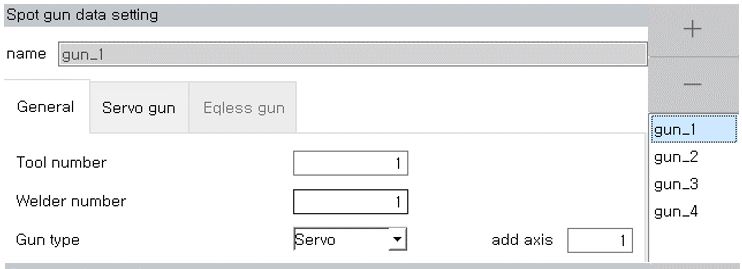 Spot gun data setting
name gun_1
General Servo gun Eqless gun
Tool number 1
Welder number 1
Gun type Servo add axis 1
+
–
gun_1
gun_2
gun_3
gun_4